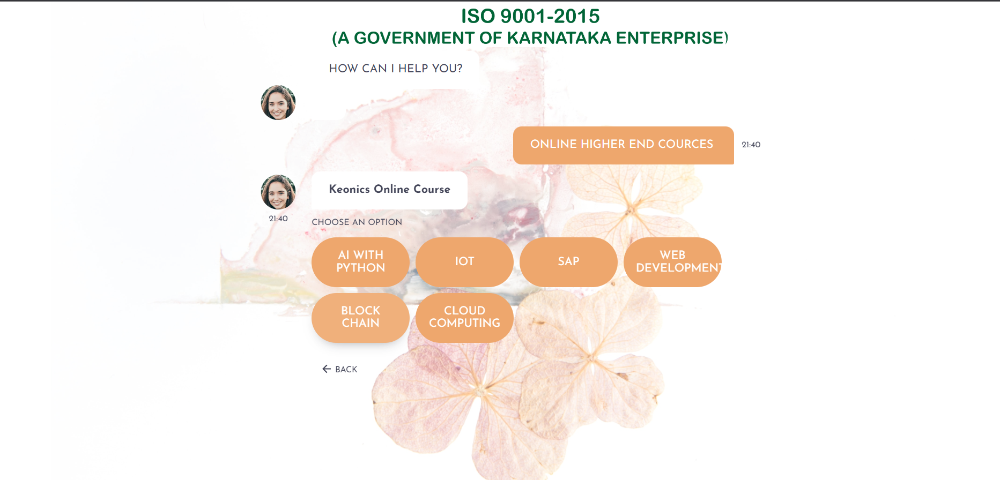 ISO 9001-2015
(A GOVERNMENT OF KARNATAKA ENTERPRISE)
HOW CAN I HELP YOU?
ONLINE HIGHER END COURCES
21:40
Keonics Online Course
21:40
CHOOSE AN OPTION
AI WITH
PYTHON
IOT
SAP
WEB
DEVELOPMENT
BLOCK
CHAIN
CLOUD
COMPUTING
← BACK